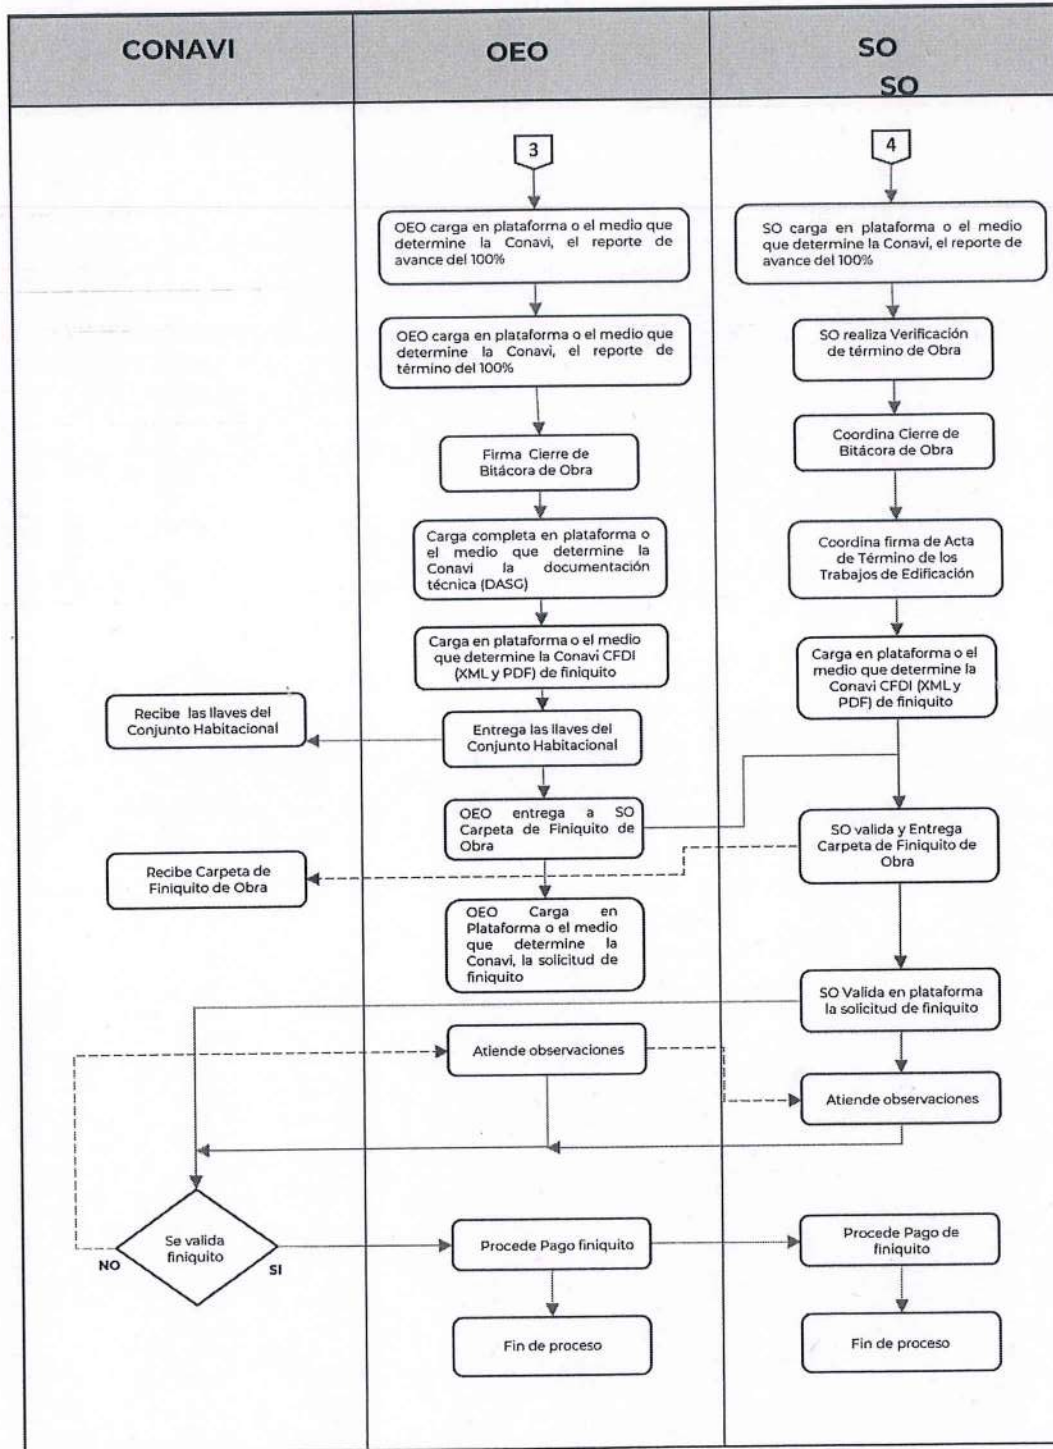 CONAVI
OEO
SO
SO
3
4
OEO carga en plataforma o el medio que
determine la Conavi, el reporte de
avance del 100%
SO carga en plataforma o el medio
que determine la Conavi, el reporte de
avance del 100%
OEO carga en plataforma o el medio que
determine la Conavi, el reporte de
término del 100%
SO realiza Verificación
de término de Obra
Firma Cierre de
Bitácora de Obra
Coordina Cierre de
Bitácora de Obra
Carga completa en plataforma o
el medio que determine la
Conavi la documentación
técnica (DASG)
Coordina firma de Acta
de Término de los
Trabajos de Edificación
Carga en plataforma o el medio
que determine la Conavi CFDI
(XML y PDF) de finiquito
Carga en plataforma o el
medio que determine la
Conavi CFDI (XML y
PDF) de finiquito
Recibe las llaves del
Conjunto Habitacional
Entrega las llaves del
Conjunto Habitacional
OEO entrega a SO
Carpeta de Finiquito de
Obra
SO valida y Entrega
Carpeta de Finiquito de
Obra
Recibe Carpeta de
Finiquito de Obra
OEO Carga en
Plataforma o el medio
que determine la
Conavi, la solicitud de
finiquito
SO Valida en plataforma
la solicitud de finiquito
Atiende observaciones
Atiende observaciones
Se valida
finiquito
NO
SI
Procede Pago finiquito
Procede Pago de
finiquito
Fin de proceso
Fin de proceso